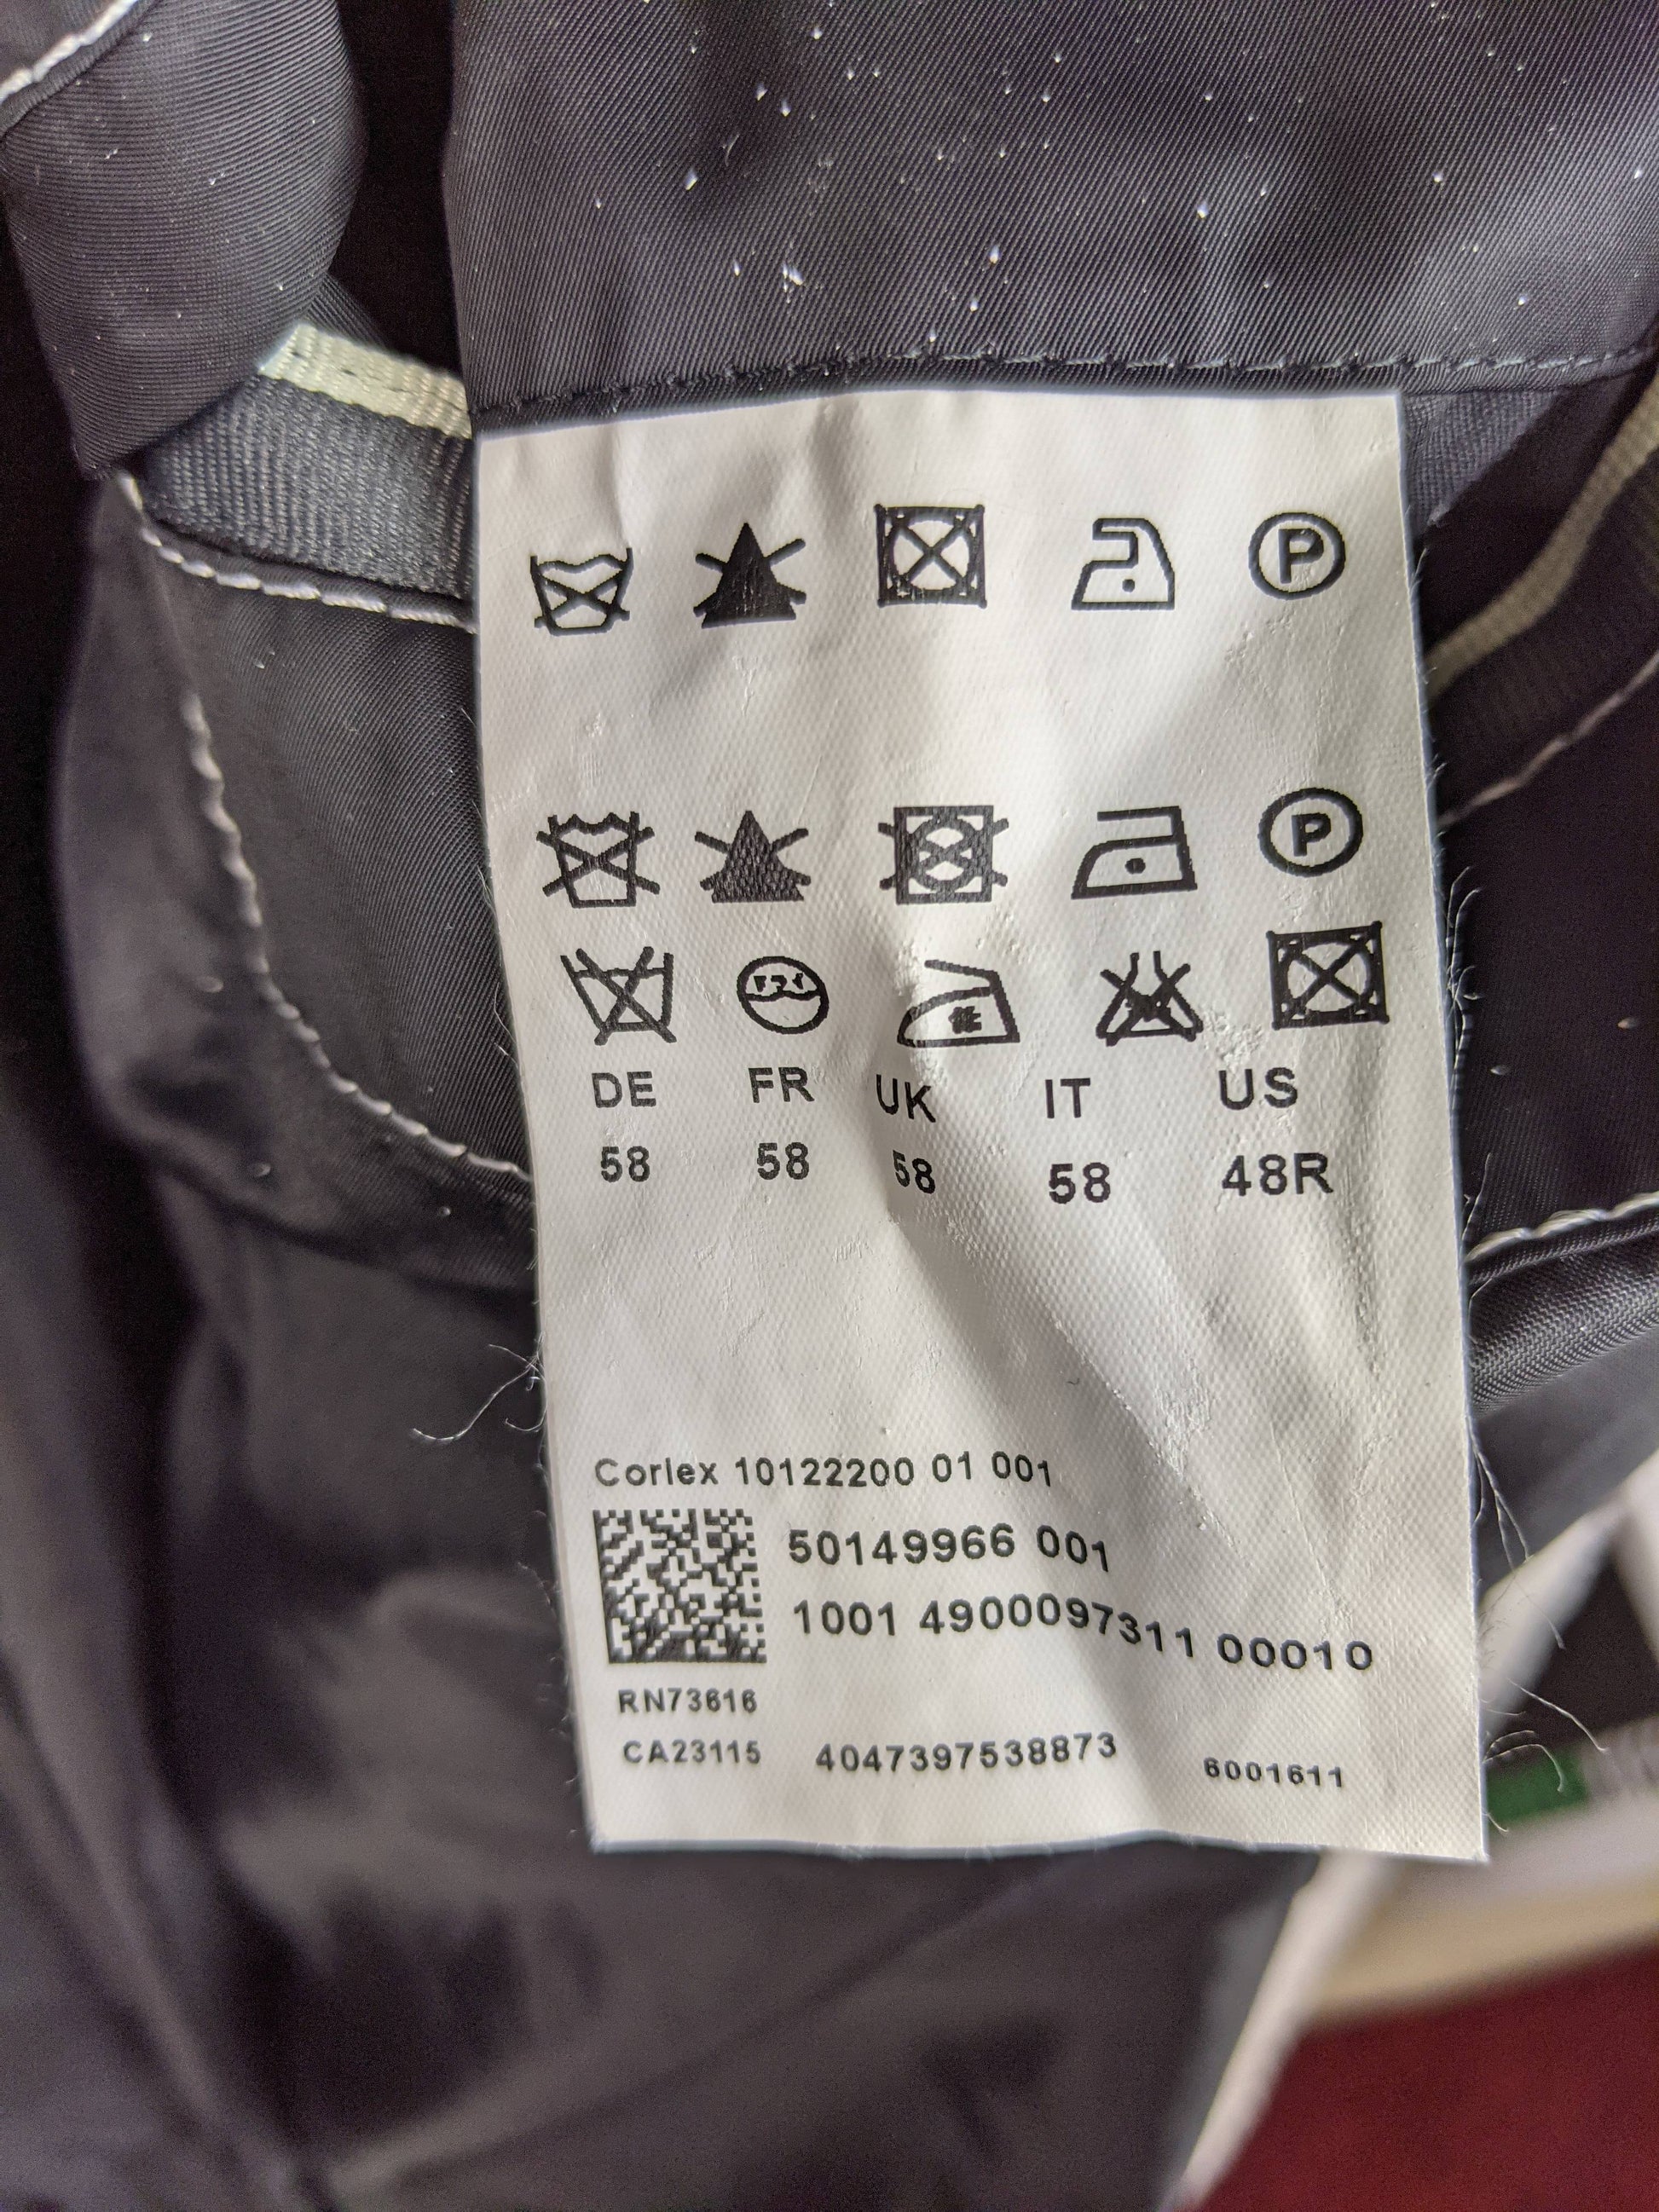 P
P
DE FR UK IT US
58 58 58 58 48R
Corlex 10122200 01 001
50149966 001
1001 4900097311 00010
RN73616
CA23115 4047397538873 6001611